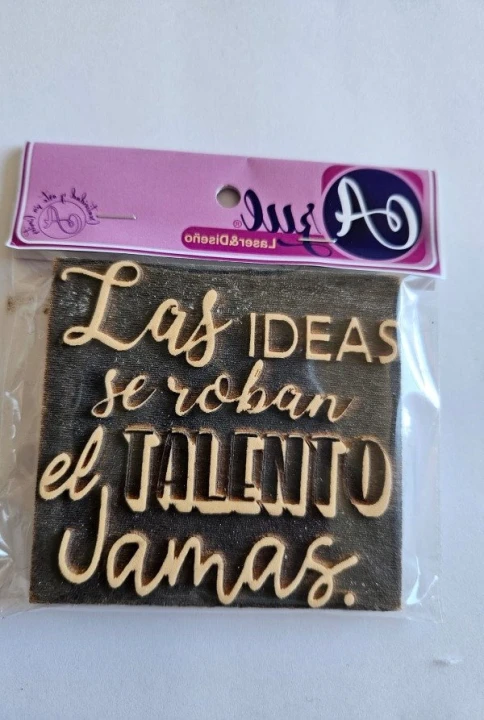 Azul®
Laser&Diseño
Las IDEAS
se roban
el TALENTO
Jamas.